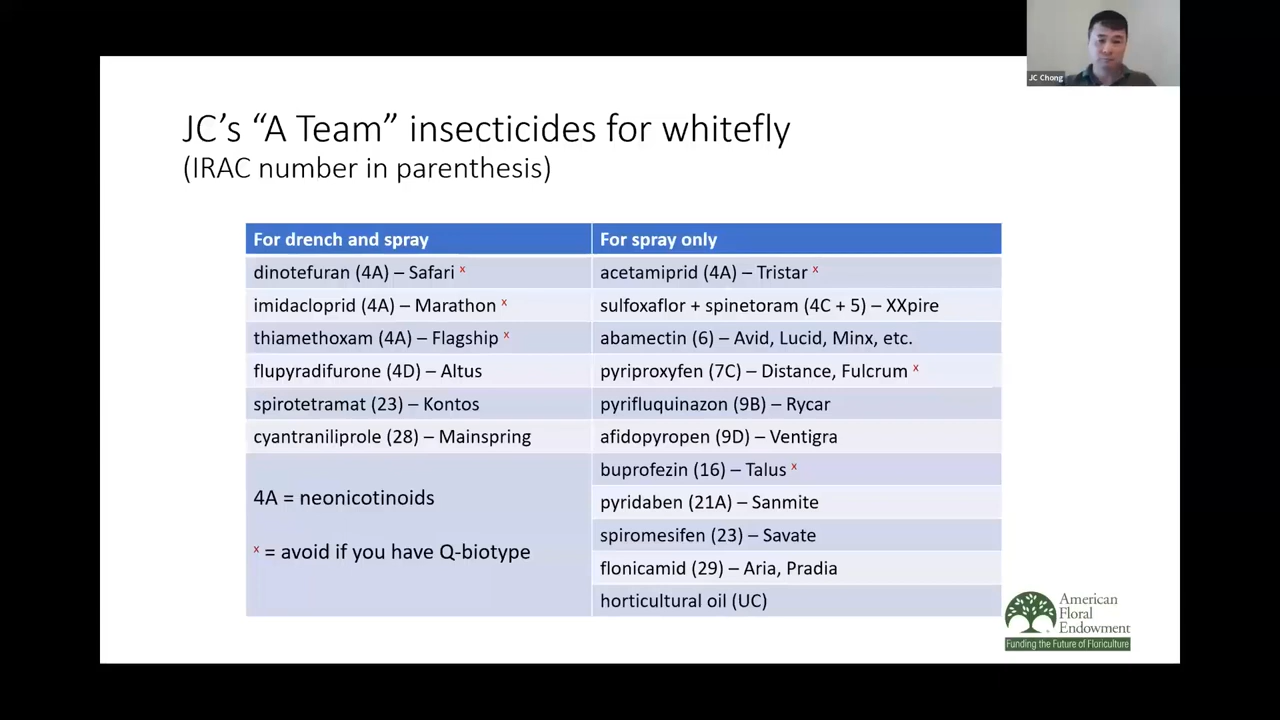 JC Chong
JC's “A Team” insecticides for whitefly
(IRAC number in parenthesis)
For drench and spray
For spray only
dinotefuran (4A) – Safari x
acetamiprid (4A) – Tristar x
imidacloprid (4A) – Marathon x
sulfoxaflor + spinetoram (4C + 5) – XXpire
thiamethoxam (4A) – Flagship x
abamectin (6) – Avid, Lucid, Minx, etc.
flupyradifurone (4D) – Altus
pyriproxyfen (7C) – Distance, Fulcrum x
spirotetramat (23) – Kontos
pyrifluquinazon (9B) – Rycar
cyantraniliprole (28) – Mainspring
afidopyropen (9D) – Ventigra
4A = neonicotinoids
x = avoid if you have Q-biotype
buprofezin (16) – Talus x
pyridaben (21A) – Sanmite
spiromesifen (23) – Savate
flonicamid (29) – Aria, Pradia
horticultural oil (UC)
American
Floral
Endowment
Funding the Future of Floriculture